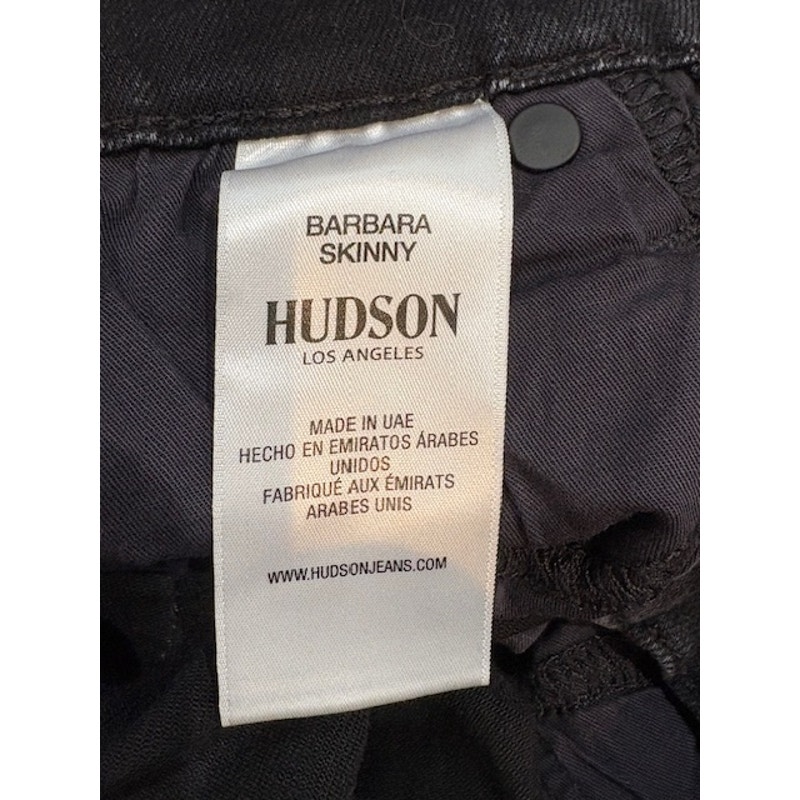 BARBARA
SKINNY
HUDSON
LOS ANGELES
MADE IN UAE
HECHO EN EMIRATOS ÁRABES
UNIDOS
FABRIQUÉ AUX ÉMIRATS
ARABES UNIS
WWW.HUDSONJEANS.COM